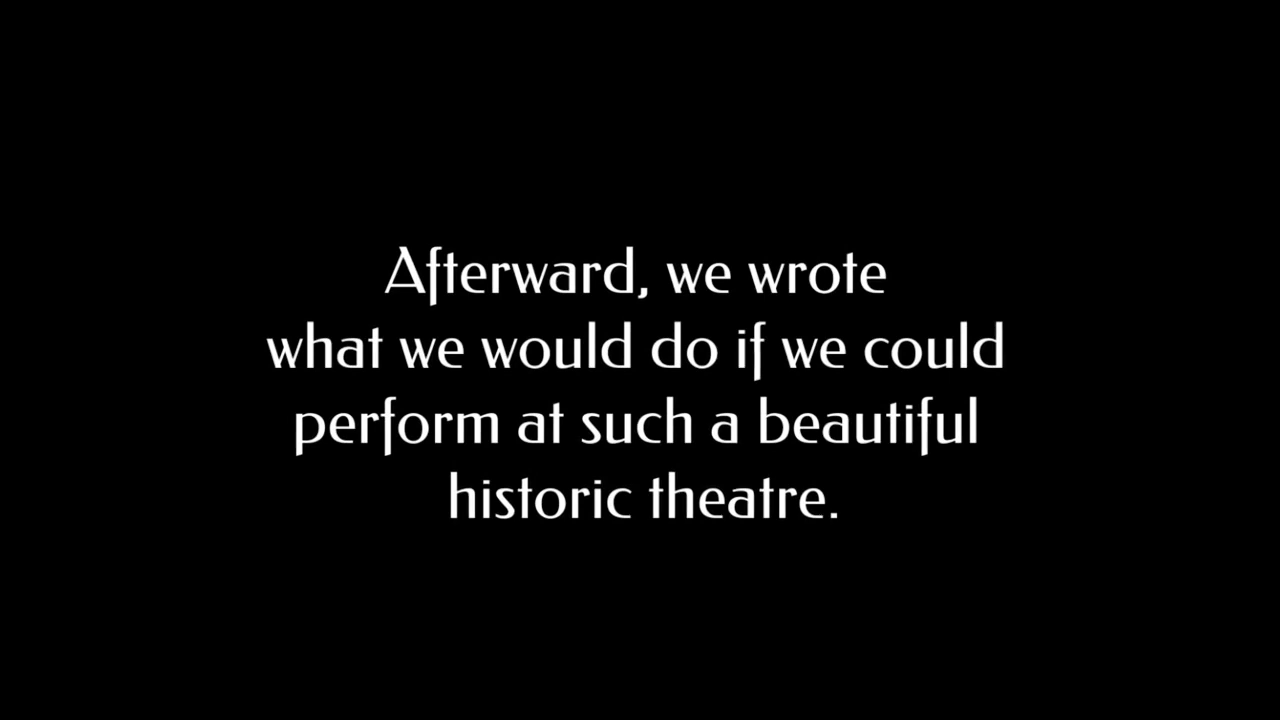 Afterward, we wrote
what we would do if we could
perform at such a beautiful
historic theatre.